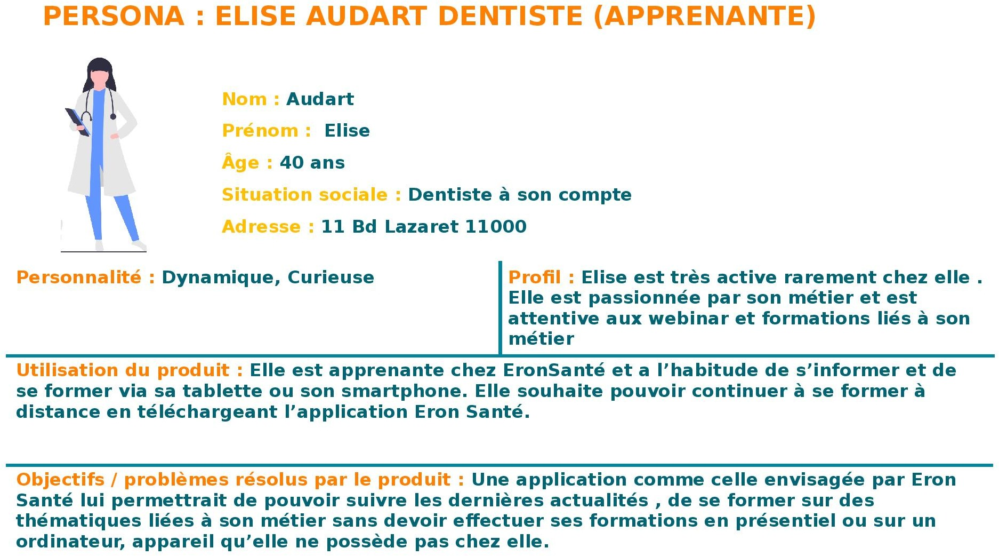 PERSONA : ELISE AUDART DENTISTE (APPRENANTE)
Nom : Audart
Prénom :  Elise
Âge : 40 ans
Situation sociale : Dentiste à son compte
Adresse : 11 Bd Lazaret 11000
Personnalité : Dynamique, Curieuse
Profil : Elise est très active rarement chez elle .
Elle est passionnée par son métier et est
attentive aux webinar et formations liés à son
métier
Utilisation du produit : Elle est apprenante chez EronSanté et a l’habitude de s’informer et de
se former via sa tablette ou son smartphone. Elle souhaite pouvoir continuer à se former à
distance en téléchargeant l’application Eron Santé.
Objectifs / problèmes résolus par le produit : Une application comme celle envisagée par Eron
Santé lui permettrait de pouvoir suivre les dernières actualités , de se former sur des
thématiques liées à son métier sans devoir effectuer ses formations en présentiel ou sur un
ordinateur, appareil qu’elle ne possède pas chez elle.